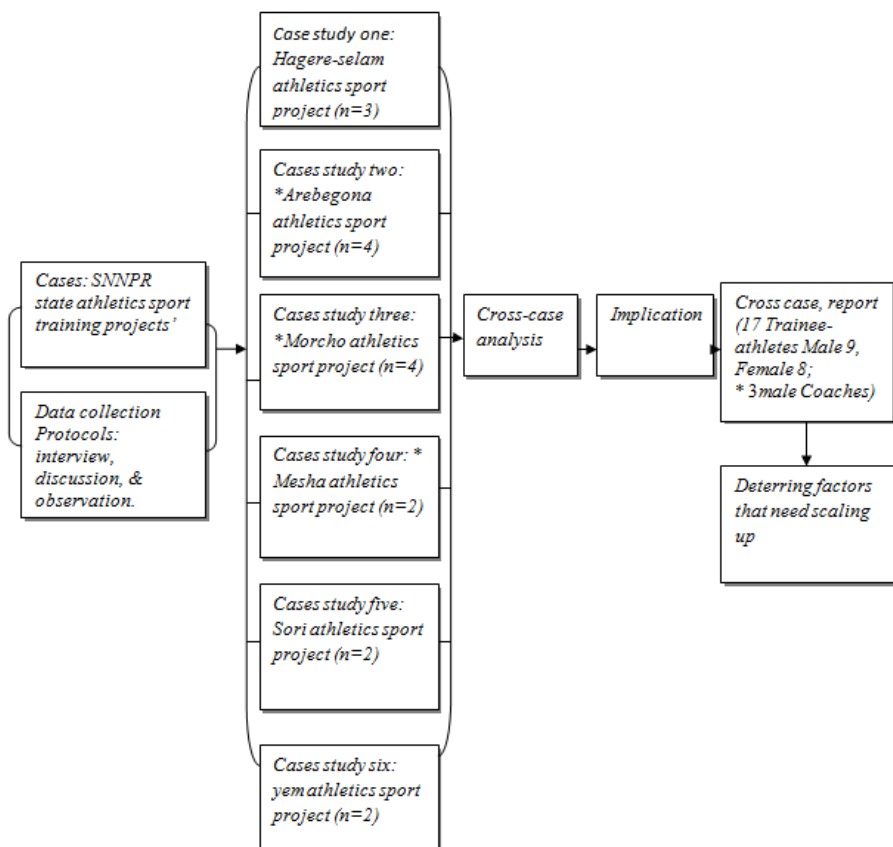 Cases: SNNPR
state athletics sport
training projects’
Data collection
Protocols:
interview,
discussion, &
observation.
Case study one:
Hagere-selam
athletics sport
project (n=3)
Cases study two:
*Arebegona
athletics sport
project (n=4)
Cases study three:
*Morcho athletics
sport project (n=4)
Cases study four: *
Mesha athletics
sport project (n=2)
Cases study five:
Sori athletics sport
project (n=2)
Cases study six:
yem athletics sport
project (n=2)
Cross-case
analysis
Implication
Cross case, report
(17 Trainee-
athletes Male 9,
Female 8;
* 3male Coaches)
Deterring factors
that need scaling
up